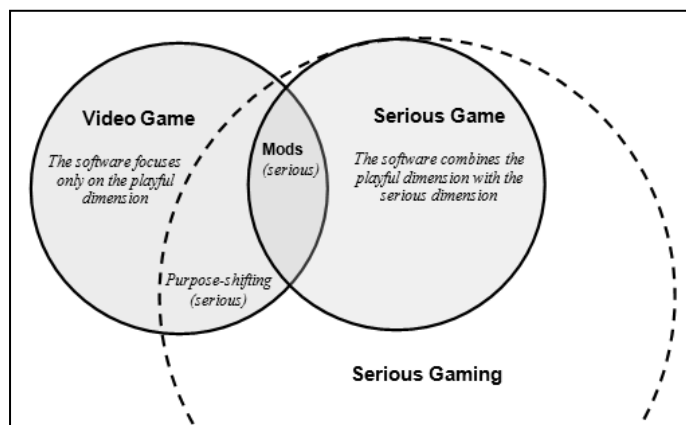 Video Game
The software focuses
only on the playful
dimension
Mods
(serious)
Serious Game
The software combines the
playful dimension with the
serious dimension
Purpose-shifting
(serious)
Serious Gaming